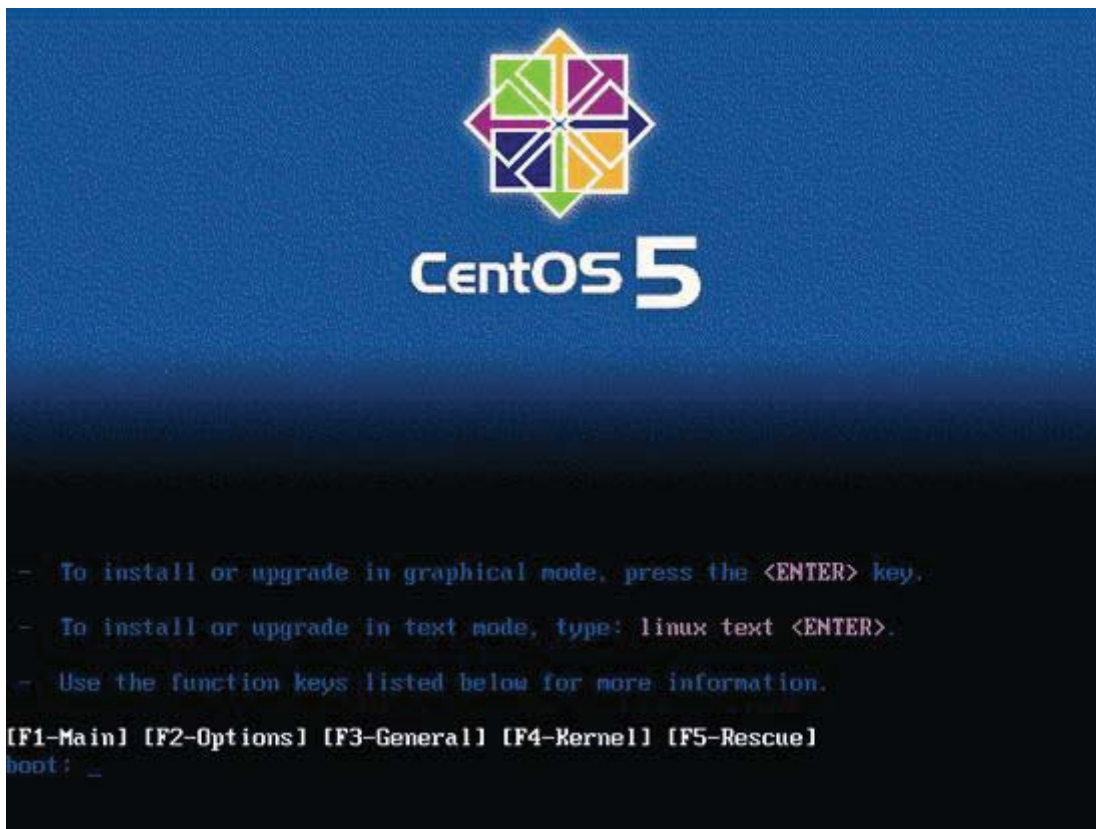 CentOS 5
- To install or upgrade in graphical mode, press the <ENTER> key.
- To install or upgrade in text mode, type: linux text <ENTER>.
- Use the function keys listed below for more information.
[F1-Main] [F2-Options] [F3-General] [F4-Kernel] [F5-Rescue]
boot: _